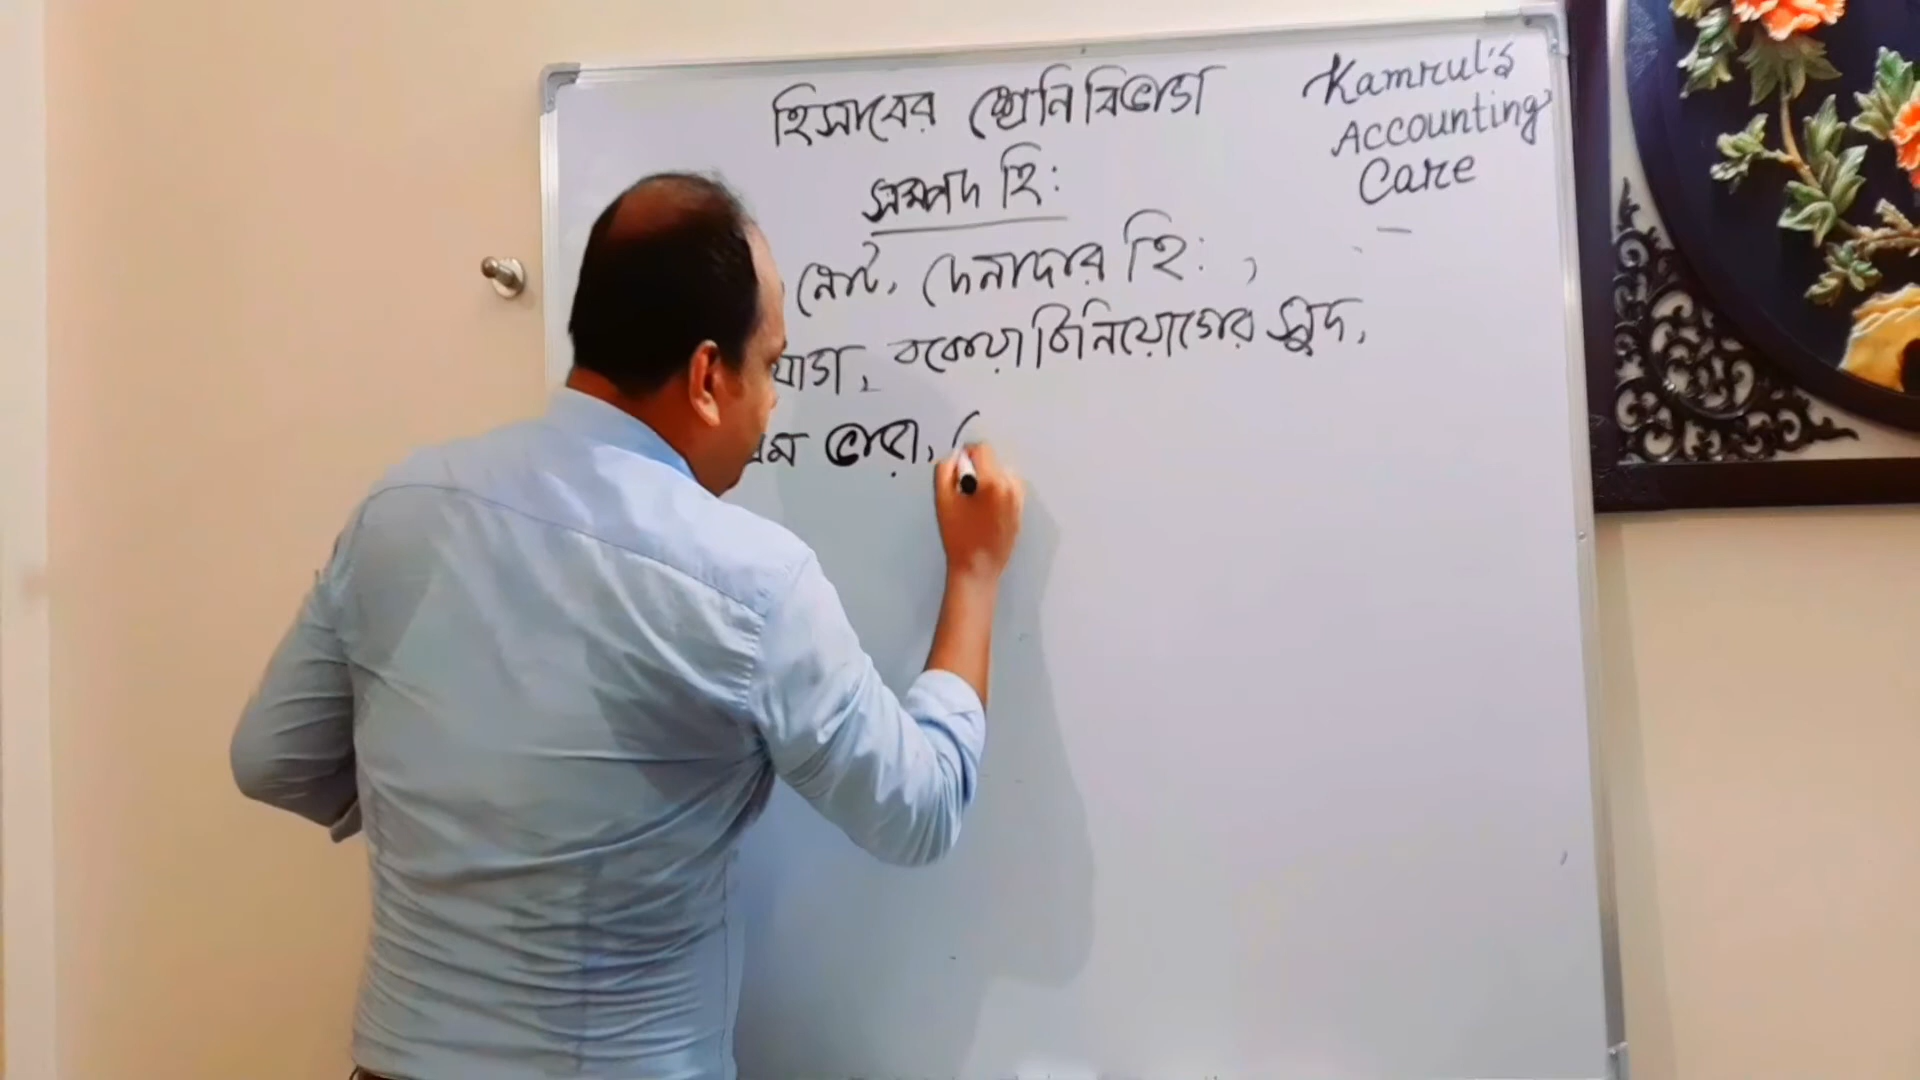 হিসাবের শ্রেনি বিভাগ
সম্পদ হি:
নোট, দেনাদার হি: ,
বকেয়া বিনিয়োগের সুদ,
ভাড়া,
Kamrul's
Accounting
Care